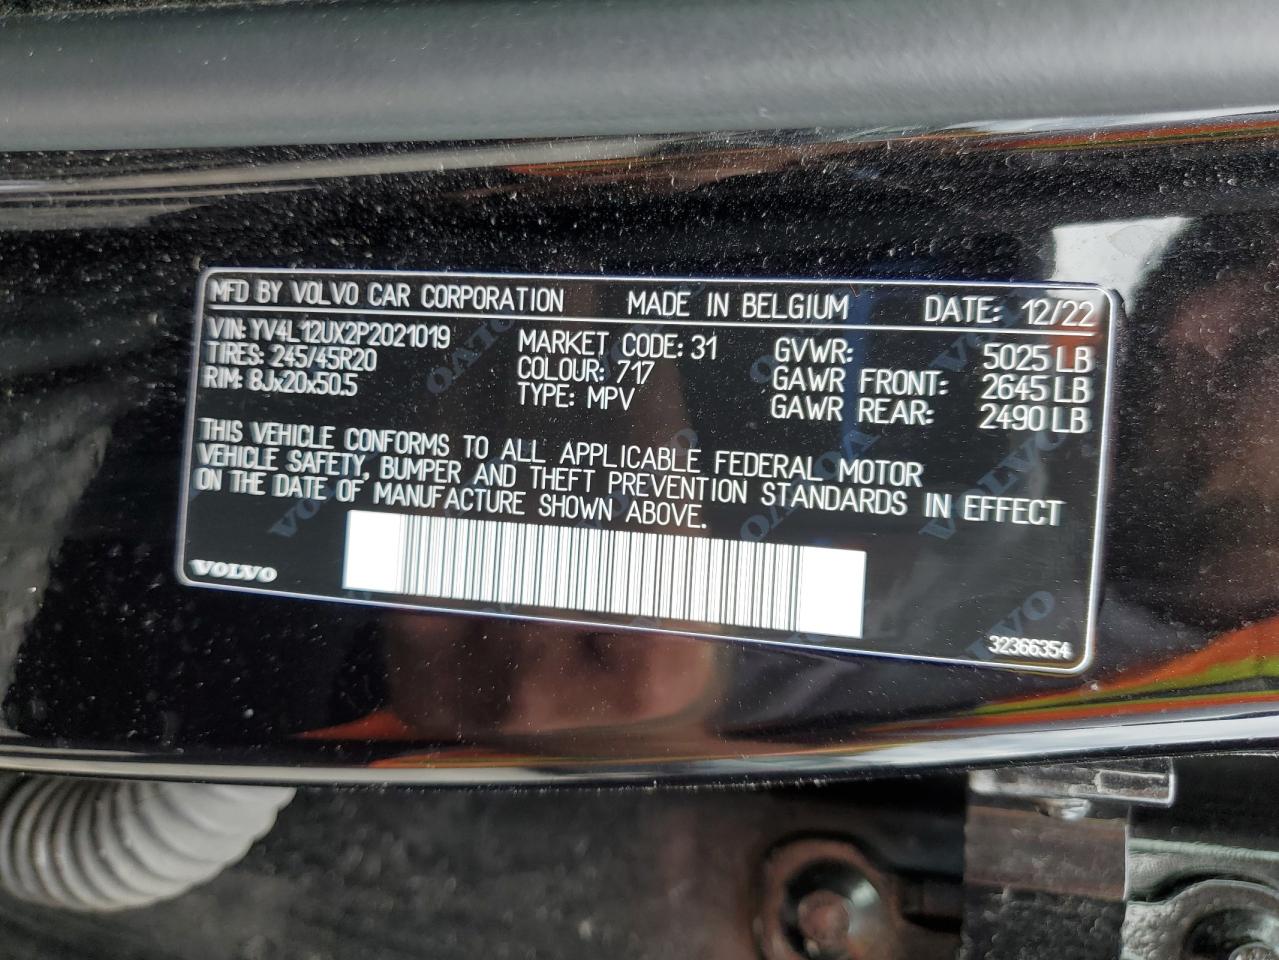 MFD BY VOLVO CAR CORPORATION MADE IN BELGIUM DATE: 12/22
VIN: YV4L12UX2P2021019 MARKET CODE: 31 GVWR: 5025 LB
TIRES: 245/45R20 COLOUR: 717 GAWR FRONT: 2645 LB
RIM: 8Jx20x50.5 TYPE: MPV GAWR REAR: 2490 LB
THIS VEHICLE CONFORMS TO ALL APPLICABLE FEDERAL MOTOR
VEHICLE SAFETY, BUMPER AND THEFT PREVENTION STANDARDS IN EFFECT
ON THE DATE OF MANUFACTURE SHOWN ABOVE.
VOLVO
32366354